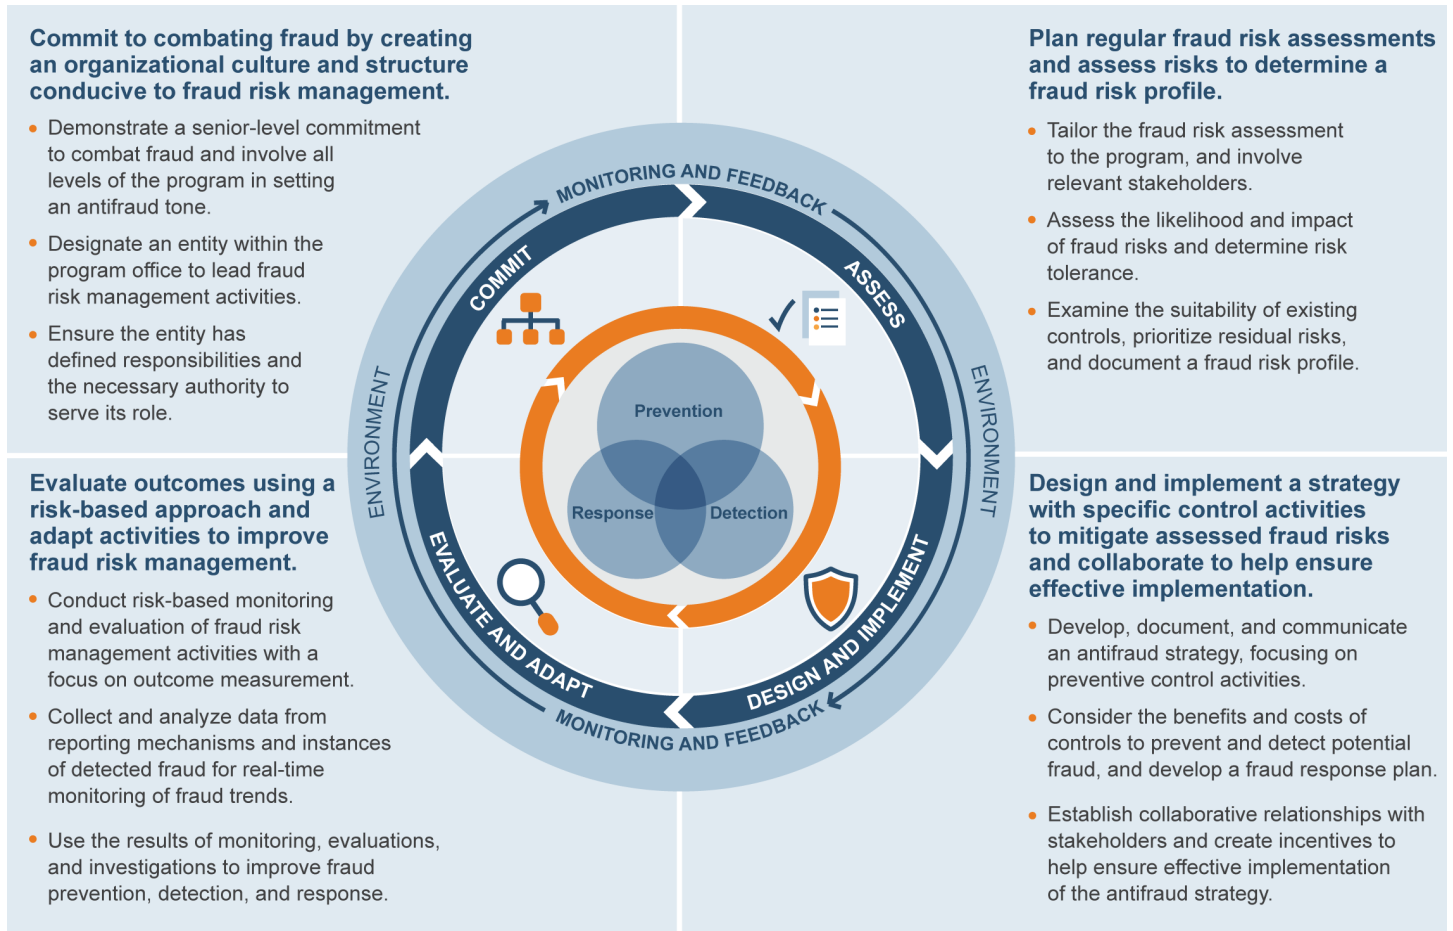 Commit to combating fraud by creating
an organizational culture and structure
conducive to fraud risk management.
• Demonstrate a senior-level commitment
to combat fraud and involve all
levels of the program in setting
an antifraud tone.
• Designate an entity within the
program office to lead fraud
risk management activities.
• Ensure the entity has
defined responsibilities and
the necessary authority to
serve its role.
Plan regular fraud risk assessments
and assess risks to determine a
fraud risk profile.
• Tailor the fraud risk assessment
to the program, and involve
relevant stakeholders.
• Assess the likelihood and impact
of fraud risks and determine risk
tolerance.
• Examine the suitability of existing
controls, prioritize residual risks,
and document a fraud risk profile.
MONITORING AND FEEDBACK
COMMIT
ASSESS
ENVIRONMENT
ENVIRONMENT
Prevention
Response
Detection
EVALUATE AND ADAPT
DESIGN AND IMPLEMENT
MONITORING AND FEEDBACK
Evaluate outcomes using a
risk-based approach and
adapt activities to improve
fraud risk management.
• Conduct risk-based monitoring
and evaluation of fraud risk
management activities with a
focus on outcome measurement.
• Collect and analyze data from
reporting mechanisms and instances
of detected fraud for real-time
monitoring of fraud trends.
• Use the results of monitoring, evaluations,
and investigations to improve fraud
prevention, detection, and response.
Design and implement a strategy
with specific control activities
to mitigate assessed fraud risks
and collaborate to help ensure
effective implementation.
• Develop, document, and communicate
an antifraud strategy, focusing on
preventive control activities.
• Consider the benefits and costs of
controls to prevent and detect potential
fraud, and develop a fraud response plan.
• Establish collaborative relationships with
stakeholders and create incentives to
help ensure effective implementation
of the antifraud strategy.